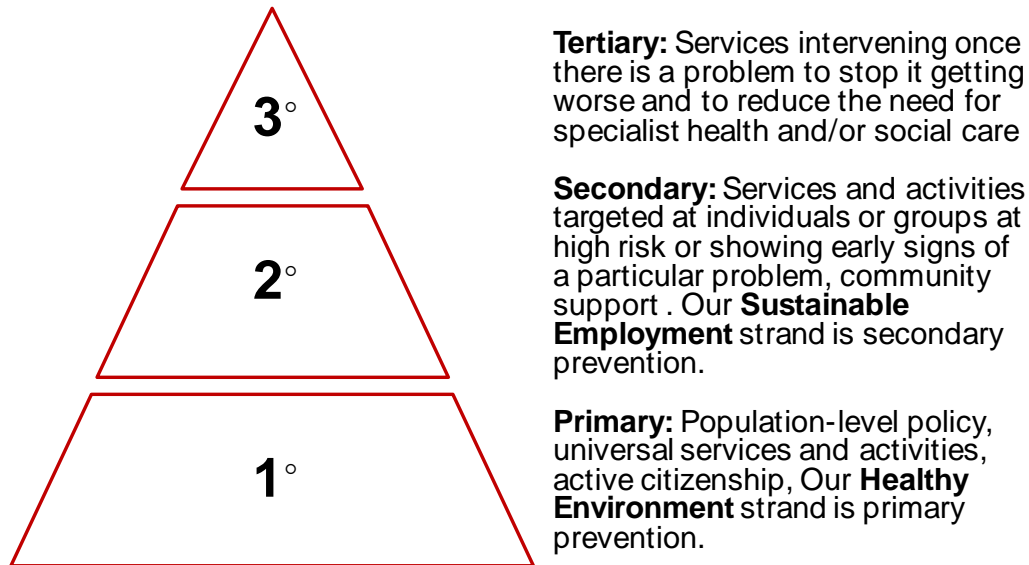 3°
Tertiary: Services intervening once
there is a problem to stop it getting
worse and to reduce the need for
specialist health and/or social care
2°
Secondary: Services and activities
targeted at individuals or groups at
high risk or showing early signs of
a particular problem, community
support . Our Sustainable
Employment strand is secondary
prevention.
1°
Primary: Population-level policy,
universal services and activities,
active citizenship, Our Healthy
Environment strand is primary
prevention.